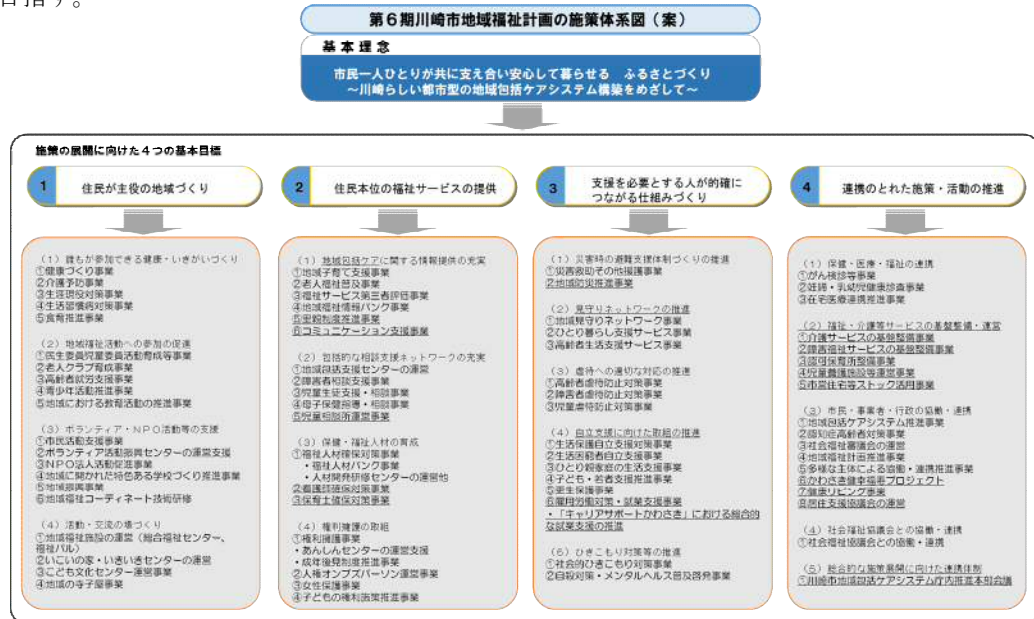 目指す。
第6期川崎市地域福祉計画の施策体系図(案)
基本理念
市民一人ひとりが共に支え合い安心して暮らせる ふるさとづくり
～川崎らしい都市型の地域包括ケアシステム構築をめざして～
施策の展開に向けた4つの基本目標
1 住民が主役の地域づくり
(1)誰もが参加できる健康・いきがいづくり
①健康づくり事業
②介護予防事業
③生涯現役対策事業
④生活習慣病対策事業
⑤食育推進事業
(2)地域福祉活動への参加の促進
①民生委員児童委員活動育成等事業
②老人クラブ育成事業
③高齢者就労支援事業
④青少年活動推進事業
⑤地域における教育活動の推進事業
(3)ボランティア・NPO活動等の支援
①市民活動支援事業
②ボランティア活動振興センターの運営支援
③NPO法人活動促進事業
④地域に開かれた特色ある学校づくり推進事業
⑤地域振興事業
⑥地域福祉コーディネート技術研修
(4)活動・交流の場づくり
①地域福祉施設の運営(総合福祉センター、
福祉パル)
②いこいの家・いきいきセンターの運営
③こども文化センター運営事業
④地域の寺子屋事業
2 住民本位の福祉サービスの提供
(1)地域包括ケアに関する情報提供の充実
①地域子育て支援事業
②老人福祉普及事業
③福祉サービス第三者評価事業
④地域福祉情報バンク事業
⑤里親制度推進事業
⑥コミュニケーション支援事業
(2)包括的な相談支援ネットワークの充実
①地域包括支援センターの運営
②障害者相談支援事業
③児童生徒支援・相談事業
④母子保健指導・相談事業
⑤児童相談所運営事業
(3)保健・福祉人材の育成
①福祉人材確保対策事業
・福祉人材バンク事業
・人材開発研修センターの運営他
②看護師確保対策事業
③保育士確保対策事業
(4)権利擁護の取組
①権利擁護事業
・あんしんセンターの運営支援
・成年後見制度推進事業
②人権オンブズパーソン運営事業
③女性保護事業
④子どもの権利施策推進事業
3 支援を必要とする人が的確に
つながる仕組みづくり
(1)災害時の避難支援体制づくりの推進
①災害救助その他援護事業
②地域防災推進事業
(2)見守りネットワークの推進
①地域見守りネットワーク事業
②ひとり暮らし支援サービス事業
③高齢者生活支援サービス事業
(3)虐待への適切な対応の推進
①高齢者虐待防止対策事業
②障害者虐待防止対策事業
③児童虐待防止対策事業
(4)自立支援に向けた取組の推進
①生活保護自立支援対策事業
②生活困窮者自立支援事業
③ひとり親家庭の生活支援事業
④子ども・若者支援推進事業
⑤更生保護事業
⑥雇用労働対策・就業支援事業
・「キャリアサポートかわさき」における総合的
な就業支援の推進
(6)ひきこもり対策等の推進
①社会的ひきこもり対策事業
②自殺対策・メンタルヘルス普及啓発事業
4 連携のとれた施策・活動の推進
(1)保健・医療・福祉の連携
①がん検診等事業
②妊婦・乳幼児健康診査事業
③在宅医療連携推進事業
(2)福祉・介護等サービスの基盤整備・運営
①介護サービスの基盤整備事業
②障害福祉サービスの基盤整備事業
③認可保育所整備事業
④児童養護施設等運営事業
⑤市営住宅等ストック活用事業
(3)市民・事業者・行政の協働・連携
①地域包括ケアシステム推進事業
②認知症高齢者対策事業
③社会福祉審議会の運営
④地域福祉計画推進事業
⑤多様な主体による協働・連携推進事業
⑥かわさき健幸福寿プロジェクト
⑦健康リビング事業
⑧居住支援協議会の運営
(4)社会福祉協議会との協働・連携
①社会福祉協議会との協働・連携
(5)総合的な施策展開に向けた連携体制
①川崎市地域包括ケアシステム庁内推進本部会議